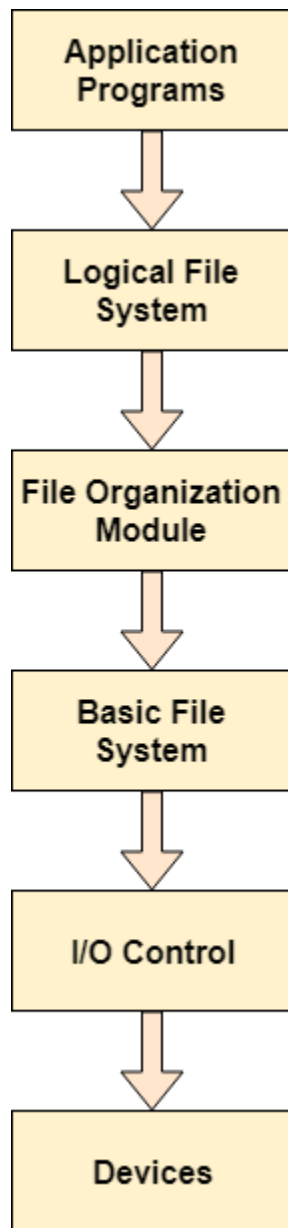 Application
Programs
Logical File
System
File Organization
Module
Basic File
System
I/O Control
Devices